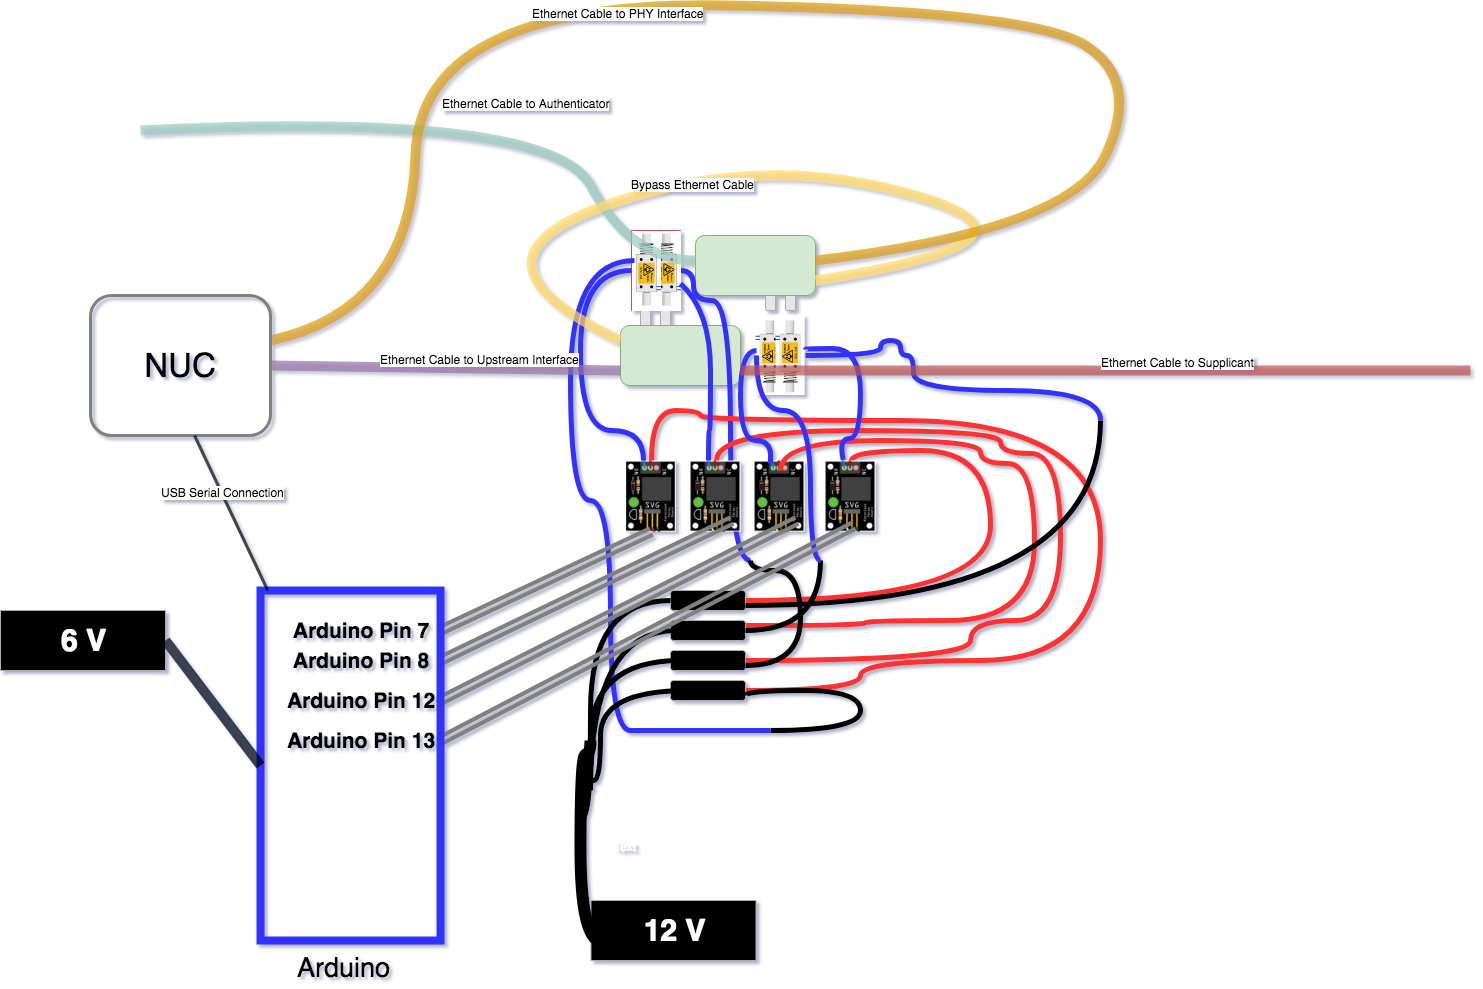 Ethernet Cable to PHY Interface
Ethernet Cable to Authenticator
Bypass Ethernet Cable
NUC
Ethernet Cable to Upstream Interface
Ethernet Cable to Supplicant
USB Serial Connection
SVG
SVG
SVG
SVG
6 V
Arduino Pin 7
Arduino Pin 8
Arduino Pin 12
Arduino Pin 13
Text
12 V
Arduino